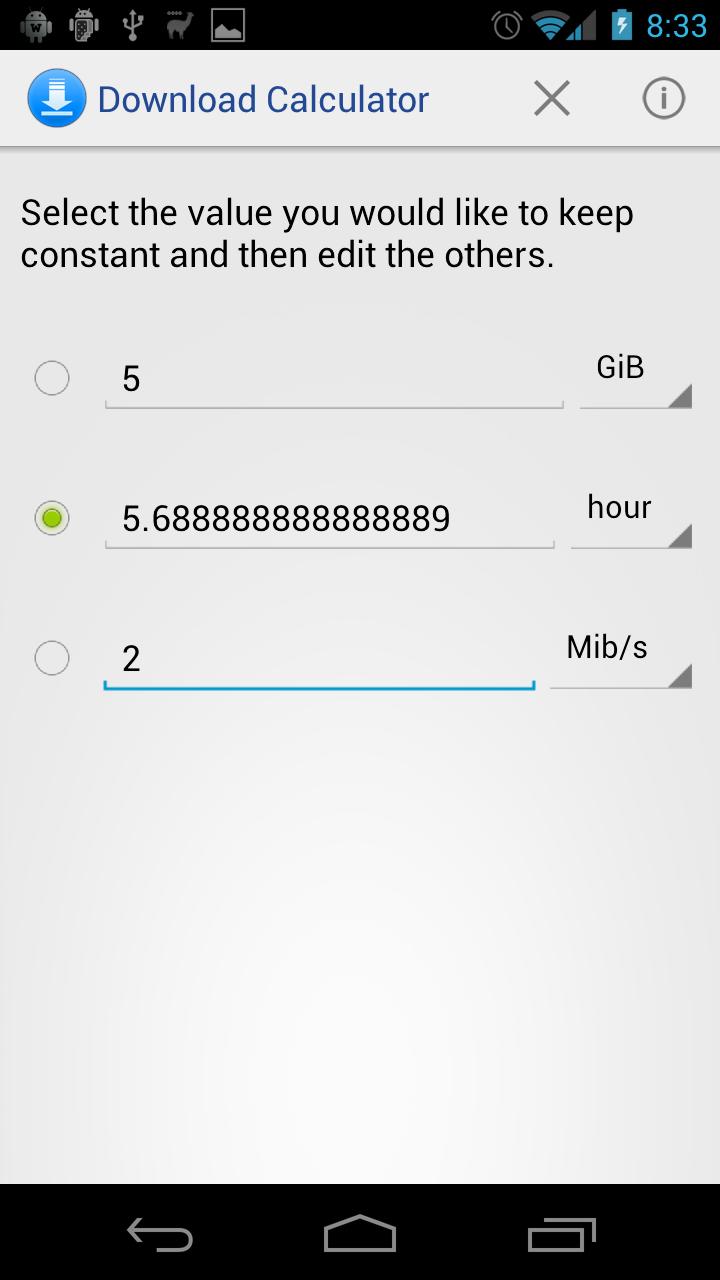 8:33
Download Calculator
Select the value you would like to keep
constant and then edit the others.
5 GiB
5.688888888888889 hour
2 Mib/s